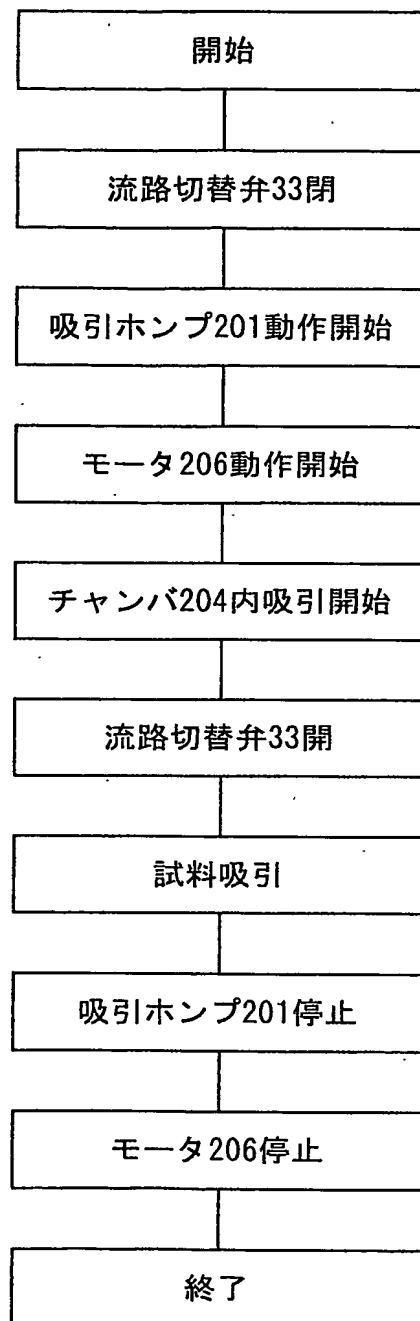 開始
流路切替弁33閉
吸引ホンプ201動作開始
モータ206動作開始
チャンバ204内吸引開始
流路切替弁33開
試料吸引
吸引ホンプ201停止
モータ206停止
終了